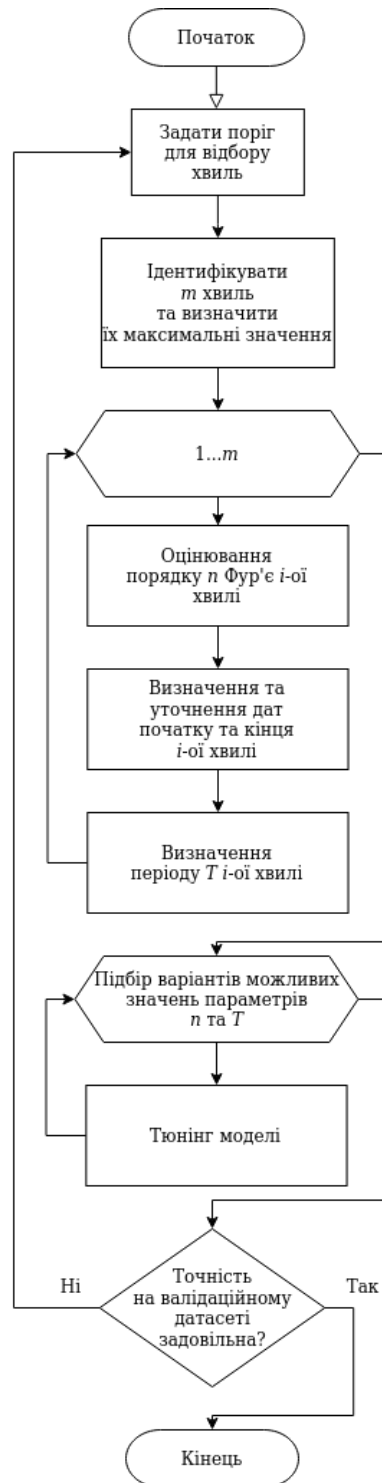 Початок
Задати поріг
для відбору
хвиль
Ідентифікувати
m хвиль
та визначити
їх максимальні значення
1...m
Оцінювання
порядку n Фур'є i-ої
хвилі
Визначення та
уточнення дат
початку та кінця
i-ої хвилі
Визначення
періоду T i-ої хвилі
Підбір варіантів можливих
значень параметрів
n та T
Тюнінг моделі
Ні
Точність
на валідаційному
датасеті
задовільна?
Так
Кінець